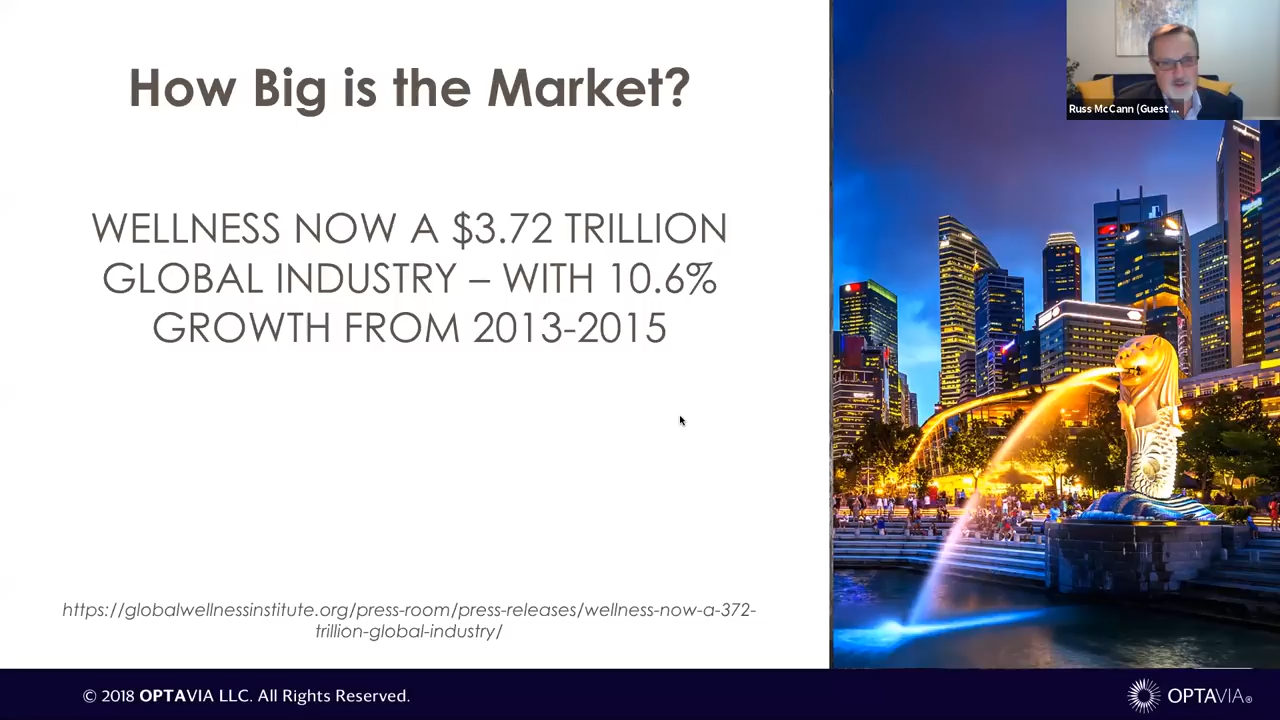 How Big is the Market?
WELLNESS NOW A $3.72 TRILLION
GLOBAL INDUSTRY – WITH 10.6%
GROWTH FROM 2013-2015
https://globalwellnessinstitute.org/press-room/press-releases/wellness-now-a-372-
trillion-global-industry/
Russ McCann (Guest ...
© 2018 OPTAVIA LLC. All Rights Reserved.
OPTAVIA®